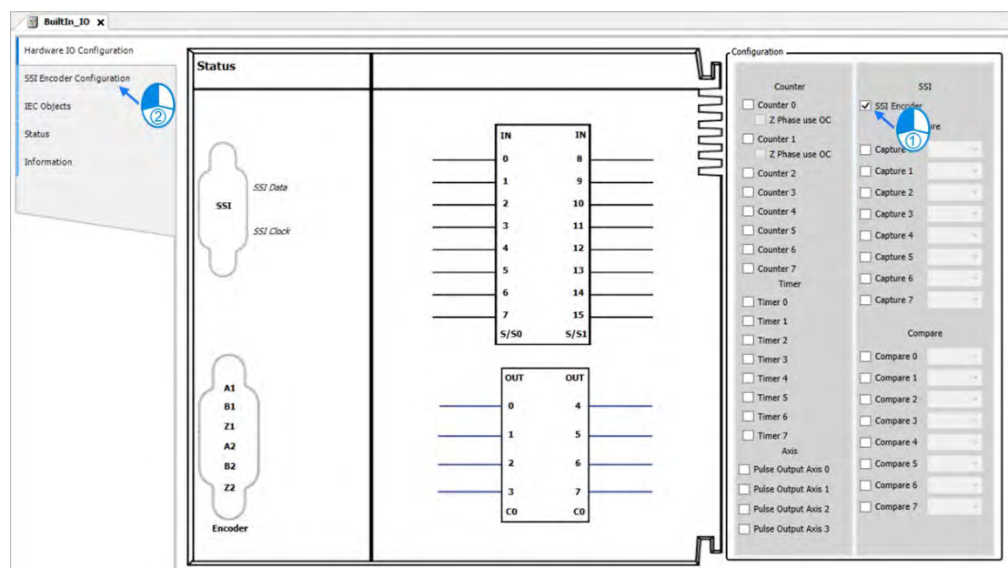 BuiltIn_IO x
Hardware IO Configuration
SSI Encoder Configuration
IEC Objects
Status
Information
②
Status
SSI
SSI Data
SSI Clock
A1
B1
Z1
A2
B2
Z2
Encoder
IN IN
0 8
1 9
2 10
3 11
4 12
5 13
6 14
7 15
S/S0 S/S1
OUT OUT
0 4
1 5
2 6
3 7
C0 C0
Configuration
Counter
Counter 0
Z Phase use OC
Counter 1
Z Phase use OC
Counter 2
Counter 3
Counter 4
Counter 5
Counter 6
Counter 7
Timer
Timer 0
Timer 1
Timer 2
Timer 3
Timer 4
Timer 5
Timer 6
Timer 7
Axis
Pulse Output Axis 0
Pulse Output Axis 1
Pulse Output Axis 2
Pulse Output Axis 3
SSI
SSI Encoder
①
Capture
Capture 1
Capture 2
Capture 3
Capture 4
Capture 5
Capture 6
Capture 7
Compare
Compare 0
Compare 1
Compare 2
Compare 3
Compare 4
Compare 5
Compare 6
Compare 7